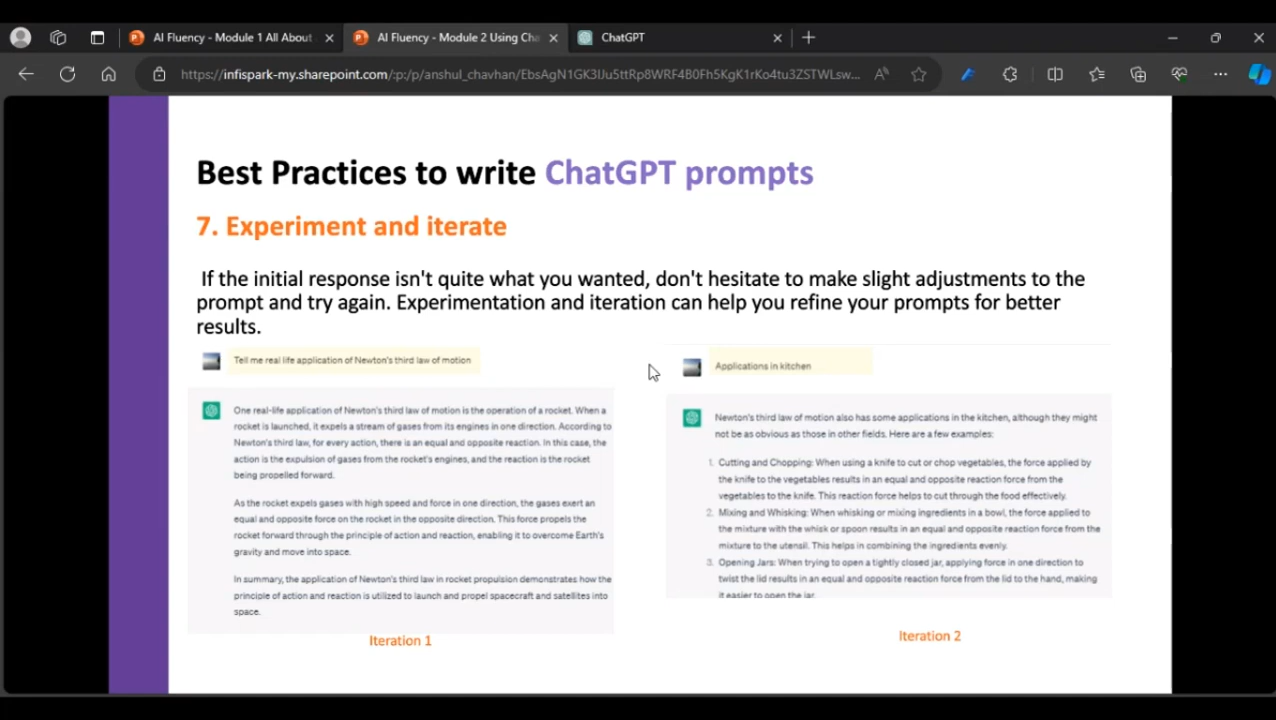 AI Fluency - Module 1 All About
AI Fluency - Module 2 Using Cha
ChatGPT
https://infispark-my.sharepoint.com/:p:/p/anshul_chavhan/
Best Practices to write ChatGPT prompts
7. Experiment and iterate
If the initial response isn't quite what you wanted, don't hesitate to make slight adjustments to the
prompt and try again. Experimentation and iteration can help you refine your prompts for better
results.
Tell me real life application of Newton's third law of motion
One real-life application of Newton's third law of motion is the operation of a rocket. When a
rocket is launched, it expels a stream of gases from its engines in one direction. According to
Newton's third law, for every action, there is an equal and opposite reaction. In this case, the
action is the expulsion of gases from the rocket's engines, and the reaction is the rocket
being propelled forward.
As the rocket expels gases with high speed and force in one direction, the gases exert an
equal and opposite force on the rocket in the opposite direction. This force propels the
rocket forward through the principle of action and reaction, enabling it to overcome Earth's
gravity and move into space.
In summary, the application of Newton's third law in rocket propulsion demonstrates how the
principle of action and reaction is utilized to launch and propel spacecraft and satellites into
space.
Iteration 1
Applications in kitchen
Newton's third law of motion also has some applications in the kitchen, although they might
not be as obvious as those in other fields. Here are a few examples:
1. Cutting and Chopping: When using a knife to cut or chop vegetables, the force applied by
the knife to the vegetables results in an equal and opposite reaction force from the
vegetables to the knife. This reaction force helps to cut through the food effectively.
2. Mixing and Whisking: When whisking or mixing ingredients in a bowl, the force applied to
the mixture with the whisk or spoon results in an equal and opposite reaction force from the
mixture to the utensil. This helps in combining the ingredients evenly.
3. Opening Jars: When trying to open a tightly closed jar, applying force in one direction to
twist the lid results in an equal and opposite reaction force from the lid to the hand, making
it easier to open the jar.
Iteration 2